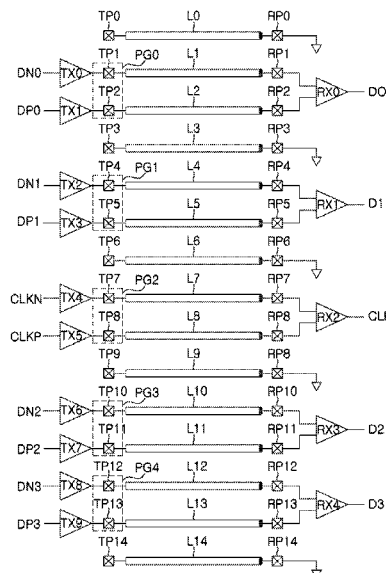 TP0 L0 RP0
TP1 PG0 L1 RP1
DN0 TX0
TP2 L2 RP2 RX0 D0
DP0 TX1
TP3 L3 RP3
TP4 PG1 L4 RP4
DN1 TX2
TP5 L5 RP5 RX1 D1
DP1 TX3
TP6 L6 RP6
TP7 PG2 L7 RP7
CLKN TX4
TP8 L8 RP8 RX2 CLI
CLKP TX5
TP9 L9 RP8
TP10 PG3 L10 RP10
DN2 TX6
TP11 L11 RP11 RX3 D2
DP2 TX7
TP12 PG4 L12 RP12
DN3 TX8
TP13 L13 RP13 RX4 D3
DP3 TX9
TP14 L14 RP14